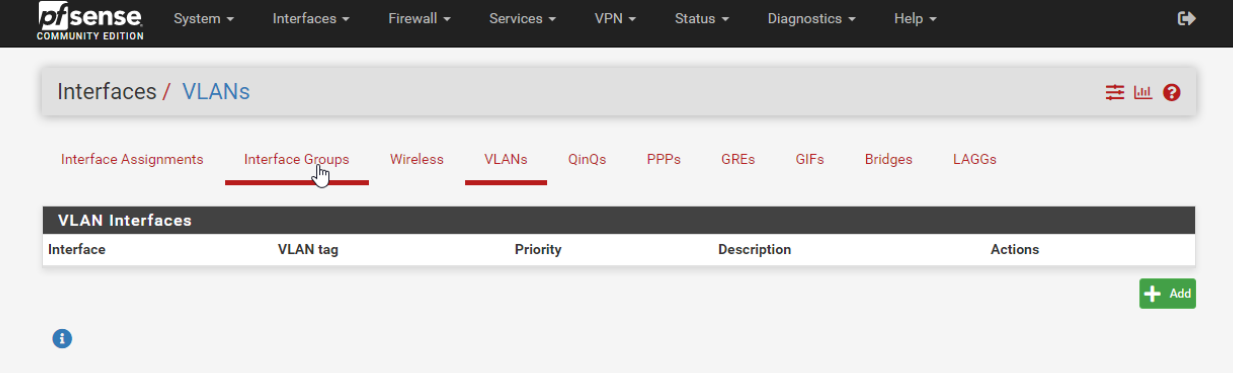 pfsense System Interfaces Firewall Services VPN Status Diagnostics Help
COMMUNITY EDITION
Interfaces / VLANs
Interface Assignments Interface Groups Wireless VLANs QinQs PPPs GREs GIFs Bridges LAGGs
VLAN Interfaces
Interface VLAN tag Priority Description Actions
Add